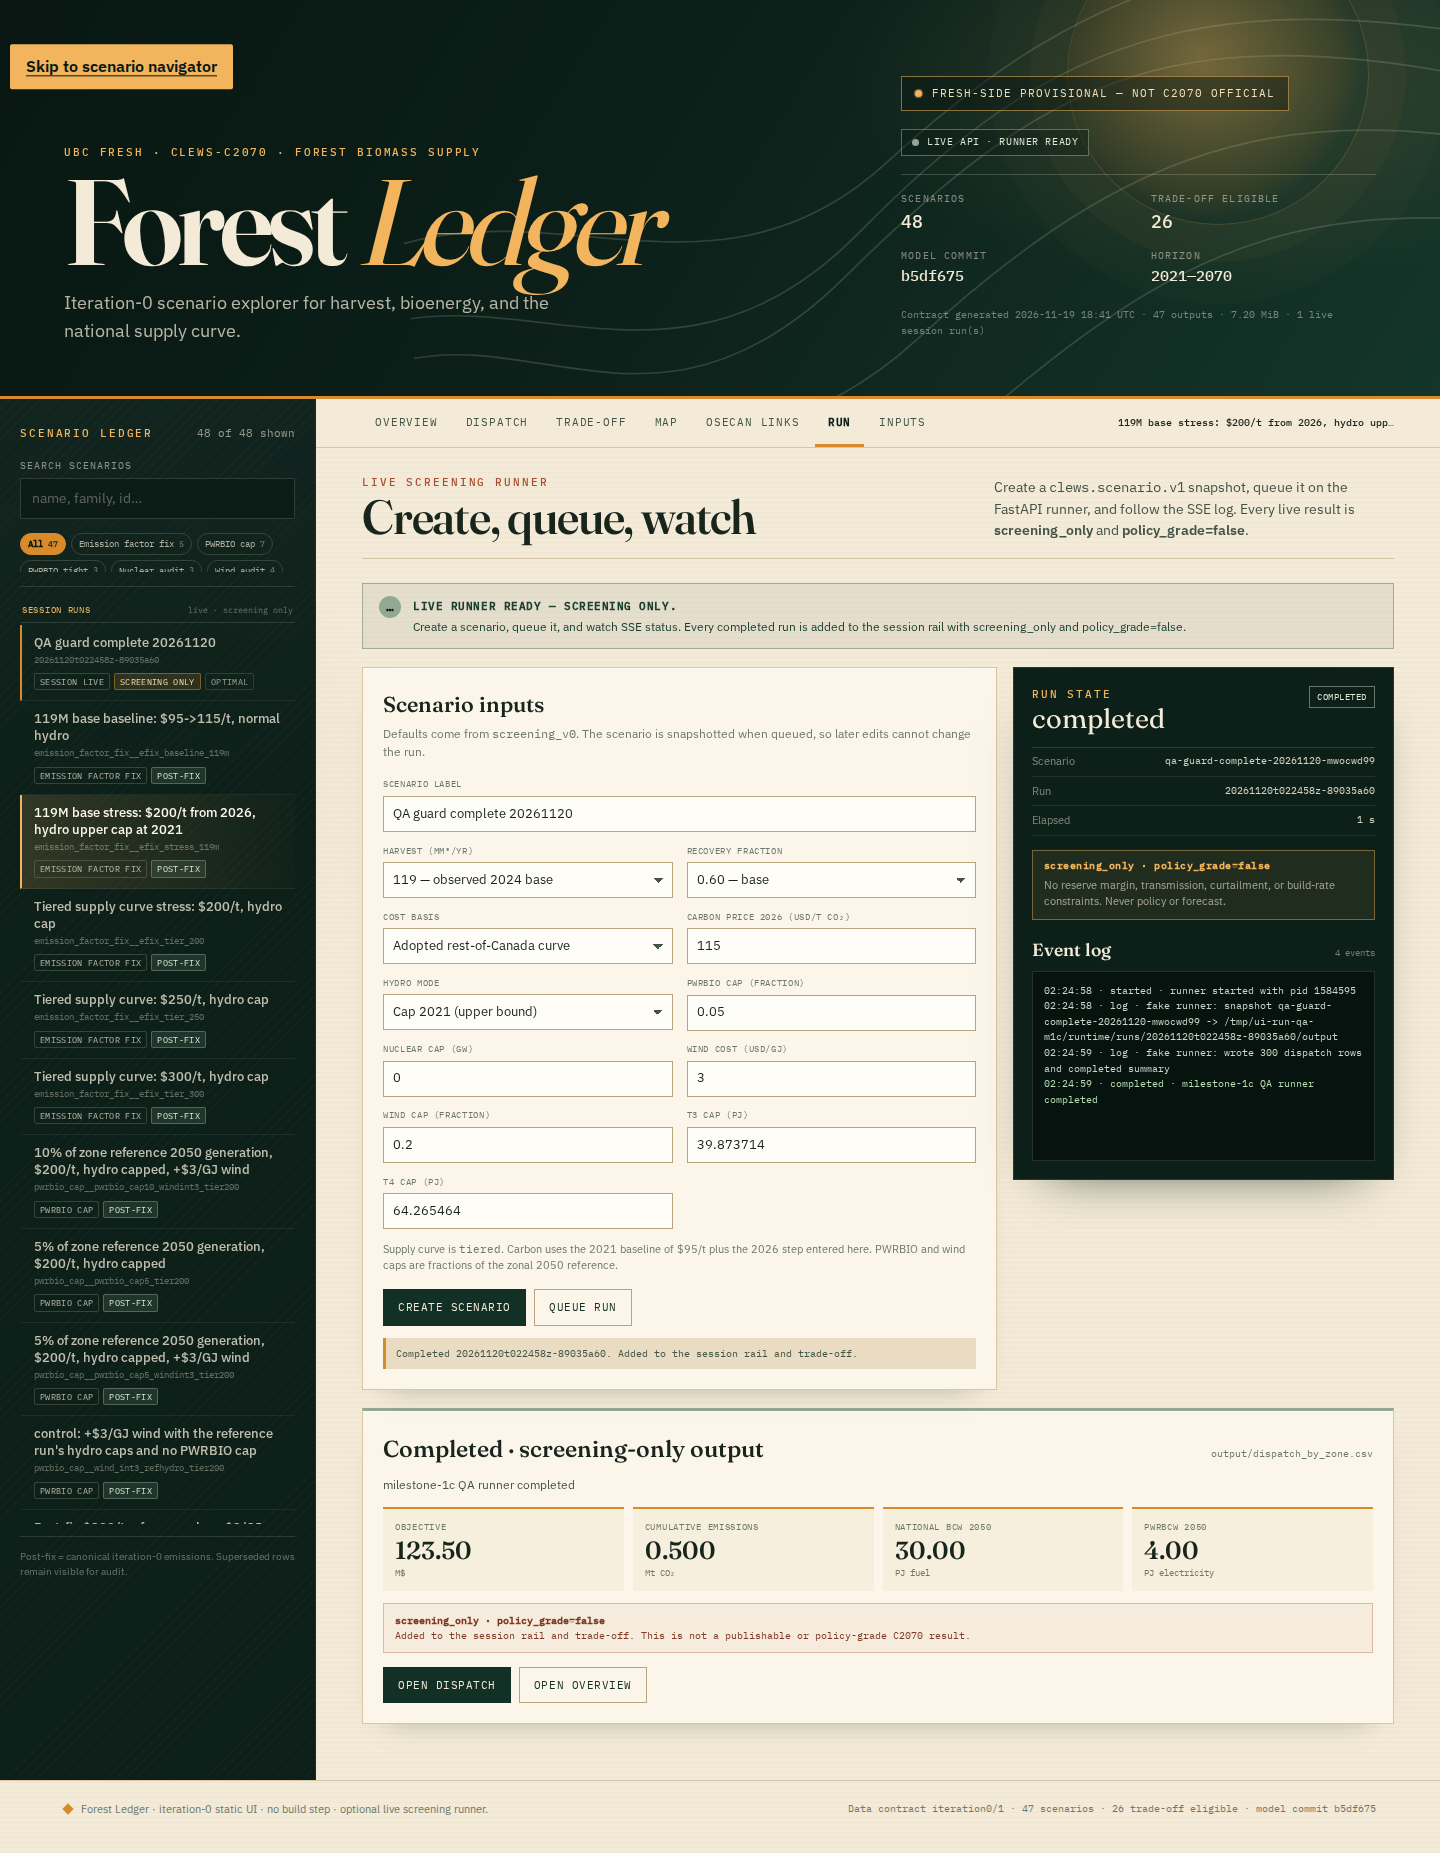 Skip to scenario navigator
FRESH-SIDE PROVISIONAL — NOT C2070 OFFICIAL
LIVE API · RUNNER READY
UBC FRESH · CLEWS-C2070 · FOREST BIOMASS SUPPLY
Forest Ledger
Iteration-0 scenario explorer for harvest, bioenergy, and the
national supply curve.
SCENARIOS
48
TRADE-OFF ELIGIBLE
26
MODEL COMMIT
b5df675
HORIZON
2021–2070
Contract generated 2026-11-19 18:41 UTC · 47 outputs · 7.20 MiB · 1 live
session run(s)
SCENARIO LEDGER
48 of 48 shown
SEARCH SCENARIOS
name, family, id…
All 47
Emission factor fix 5
PWRBIO cap 7
PWRBIO tight 3
Nuclear audit 3
Wind audit 4
SESSION RUNS
live · screening only
QA guard complete 20261120
20261120t022458z-89035a60
SESSION LIVE
SCREENING ONLY
OPTIMAL
119M base baseline: $95->115/t, normal
hydro
emission_factor_fix__efix_baseline_119m
EMISSION FACTOR FIX
POST-FIX
119M base stress: $200/t from 2026,
hydro upper cap at 2021
emission_factor_fix__efix_stress_119m
EMISSION FACTOR FIX
POST-FIX
Tiered supply curve stress: $200/t, hydro
cap
emission_factor_fix__efix_tier_200
EMISSION FACTOR FIX
POST-FIX
Tiered supply curve: $250/t, hydro cap
emission_factor_fix__efix_tier_250
EMISSION FACTOR FIX
POST-FIX
Tiered supply curve: $300/t, hydro cap
emission_factor_fix__efix_tier_300
EMISSION FACTOR FIX
POST-FIX
10% of zone reference 2050 generation,
$200/t, hydro capped, +$3/GJ wind
pwrbio_cap__pwrbio_cap10_windint3_tier200
PWRBIO CAP
POST-FIX
5% of zone reference 2050 generation,
$200/t, hydro capped
pwrbio_cap__pwrbio_cap5_tier200
PWRBIO CAP
POST-FIX
5% of zone reference 2050 generation,
$200/t, hydro capped, +$3/GJ wind
pwrbio_cap__pwrbio_cap5_windint3_tier200
PWRBIO CAP
POST-FIX
control: +$3/GJ wind with the reference
run's hydro caps and no PWRBIO cap
pwrbio_cap__wind_int3_refhydro_tier200
PWRBIO CAP
POST-FIX
Post-fix = canonical iteration-0 emissions. Superseded rows
remain visible for audit.
OVERVIEW
DISPATCH
TRADE-OFF
MAP
OSECAN LINKS
RUN
INPUTS
119M base stress: $200/t from 2026, hydro upp…
LIVE SCREENING RUNNER
Create, queue, watch
Create a clews.scenario.v1 snapshot, queue it on the
FastAPI runner, and follow the SSE log. Every live result is
screening_only and policy_grade=false.
…
LIVE RUNNER READY — SCREENING ONLY.
Create a scenario, queue it, and watch SSE status. Every completed run is added to the session rail with screening_only and policy_grade=false.
Scenario inputs
Defaults come from screening_v0. The scenario is snapshotted when queued, so later edits cannot change
the run.
SCENARIO LABEL
QA guard complete 20261120
HARVEST (MM³/YR)
119 — observed 2024 base
RECOVERY FRACTION
0.60 — base
COST BASIS
Adopted rest-of-Canada curve
CARBON PRICE 2026 (USD/T CO₂)
115
HYDRO MODE
Cap 2021 (upper bound)
PWRBIO CAP (FRACTION)
0.05
NUCLEAR CAP (GW)
0
WIND COST (USD/GJ)
3
WIND CAP (FRACTION)
0.2
T3 CAP (PJ)
39.873714
T4 CAP (PJ)
64.265464
Supply curve is tiered. Carbon uses the 2021 baseline of $95/t plus the 2026 step entered here. PWRBIO and wind
caps are fractions of the zonal 2050 reference.
CREATE SCENARIO
QUEUE RUN
Completed 20261120t022458z-89035a60. Added to the session rail and trade-off.
RUN STATE
completed
COMPLETED
Scenario
qa-guard-complete-20261120-mwocwd99
Run
20261120t022458z-89035a60
Elapsed
1 s
screening_only · policy_grade=false
No reserve margin, transmission, curtailment, or build-rate
constraints. Never policy or forecast.
Event log
4 events
02:24:58 · started · runner started with pid 1584595
02:24:58 · log · fake runner: snapshot qa-guard-
complete-20261120-mwocwd99 -> /tmp/ui-run-qa-
m1c/runtime/runs/20261120t022458z-89035a60/output
02:24:59 · log · fake runner: wrote 300 dispatch rows
and completed summary
02:24:59 · completed · milestone-1c QA runner
completed
Completed · screening-only output
output/dispatch_by_zone.csv
milestone-1c QA runner completed
OBJECTIVE
123.50
M$
CUMULATIVE EMISSIONS
0.500
Mt CO₂
NATIONAL BCW 2050
30.00
PJ fuel
PWRBCW 2050
4.00
PJ electricity
screening_only · policy_grade=false
Added to the session rail and trade-off. This is not a publishable or policy-grade C2070 result.
OPEN DISPATCH
OPEN OVERVIEW
Forest Ledger · iteration-0 static UI · no build step · optional live screening runner.
Data contract iteration0/1 · 47 scenarios · 26 trade-off eligible · model commit b5df675